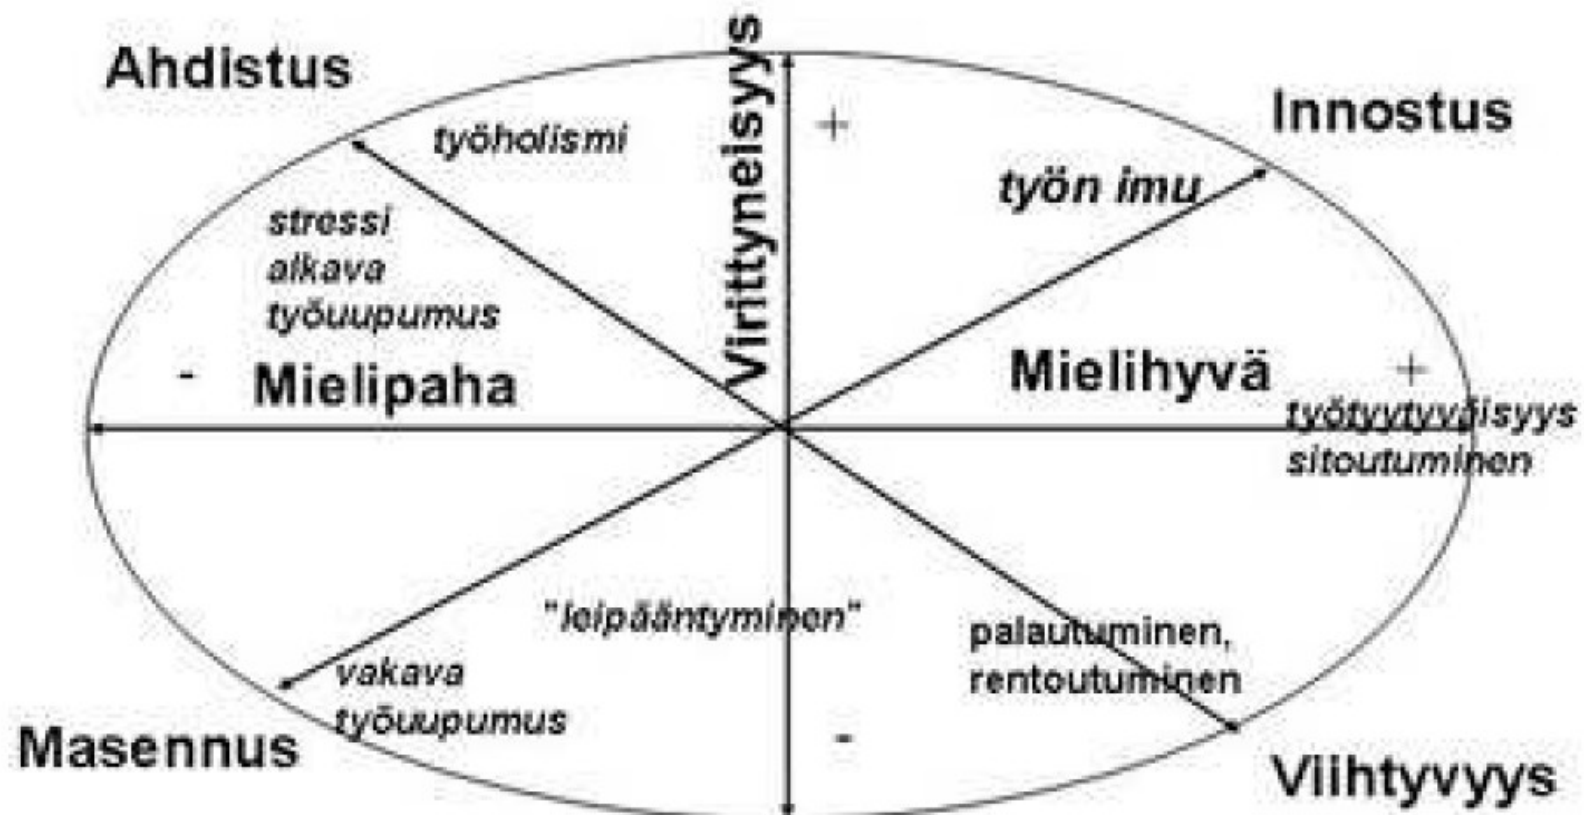 Ahdistus
Virittyneisyys
+
Innostus
työholismi
työn imu
stressi
alkava
työuupumus
-
Mielipaha
Mielihyvä
+
työtyytyväisyys
sitoutuminen
"leipääntyminen"
palautuminen,
rentoutuminen
vakava
työuupumus
-
Masennus
Viihtyvyys